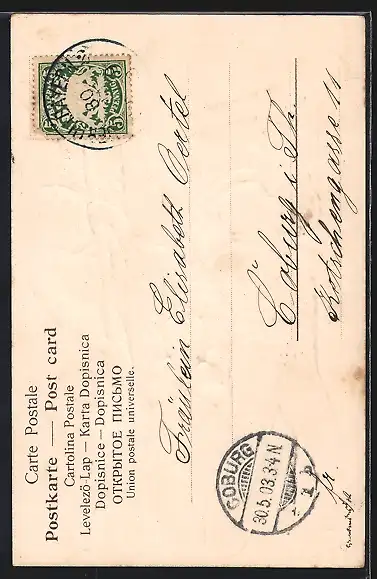 Carte Postale
Postkarte — Post card
Cartolina Postale
Levelező-Lap — Karta Dopisnica
Dopisnice — Dopisnica
ОТКРЫТОЕ ПИСЬМО
Union postale universelle.
Fräulein Elisabeth Oertel
Coburg i. Th.
Ketschengasse 11
COBURG
30.5.03.3-4N